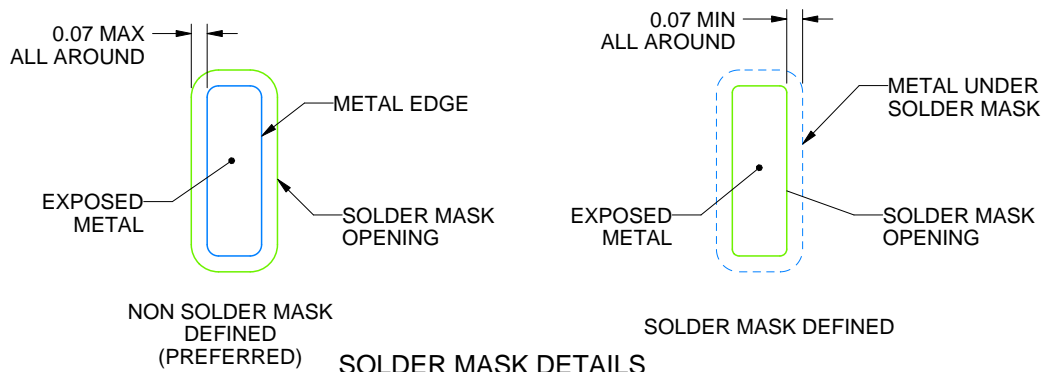 0.07 MAX
ALL AROUND
METAL EDGE
EXPOSED
METAL
SOLDER MASK
OPENING
NON SOLDER MASK
DEFINED
(PREFERRED)
0.07 MIN
ALL AROUND
METAL UNDER
SOLDER MASK
EXPOSED
METAL
SOLDER MASK
OPENING
SOLDER MASK DEFINED
SOLDER MASK DETAILS